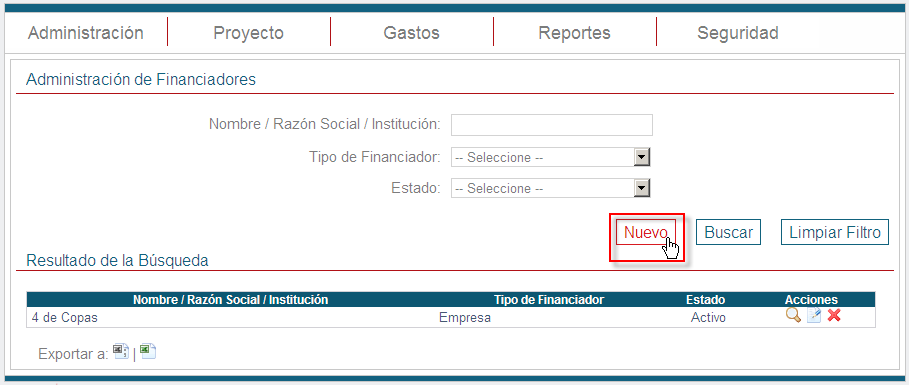 Administración Proyecto Gastos Reportes Seguridad
Administración de Financiadores
Nombre / Razón Social / Institución:
Tipo de Financiador: -- Seleccione --
Estado: -- Seleccione --
Nuevo Buscar Limpiar Filtro
Resultado de la Búsqueda
Nombre / Razón Social / Institución Tipo de Financiador Estado Acciones
4 de Copas Empresa Activo
Exportar a: |